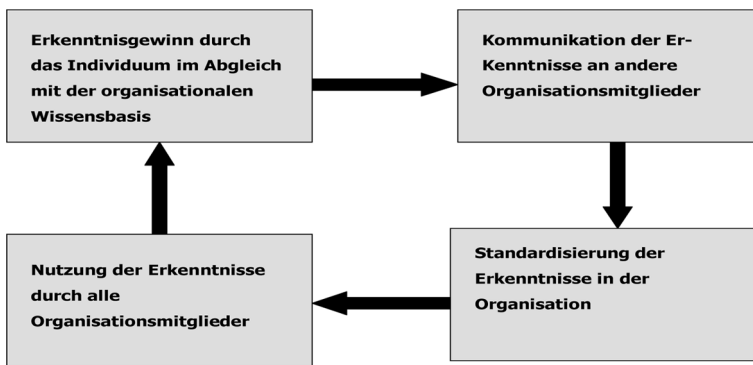 Erkenntnisgewinn durch
das Individuum im Abgleich
mit der organisationalen
Wissensbasis
Kommunikation der Er-
Kenntnisse an andere
Organisationsmitglieder
Standardisierung der
Erkenntnisse in der
Organisation
Nutzung der Erkenntnisse
durch alle
Organisationsmitglieder